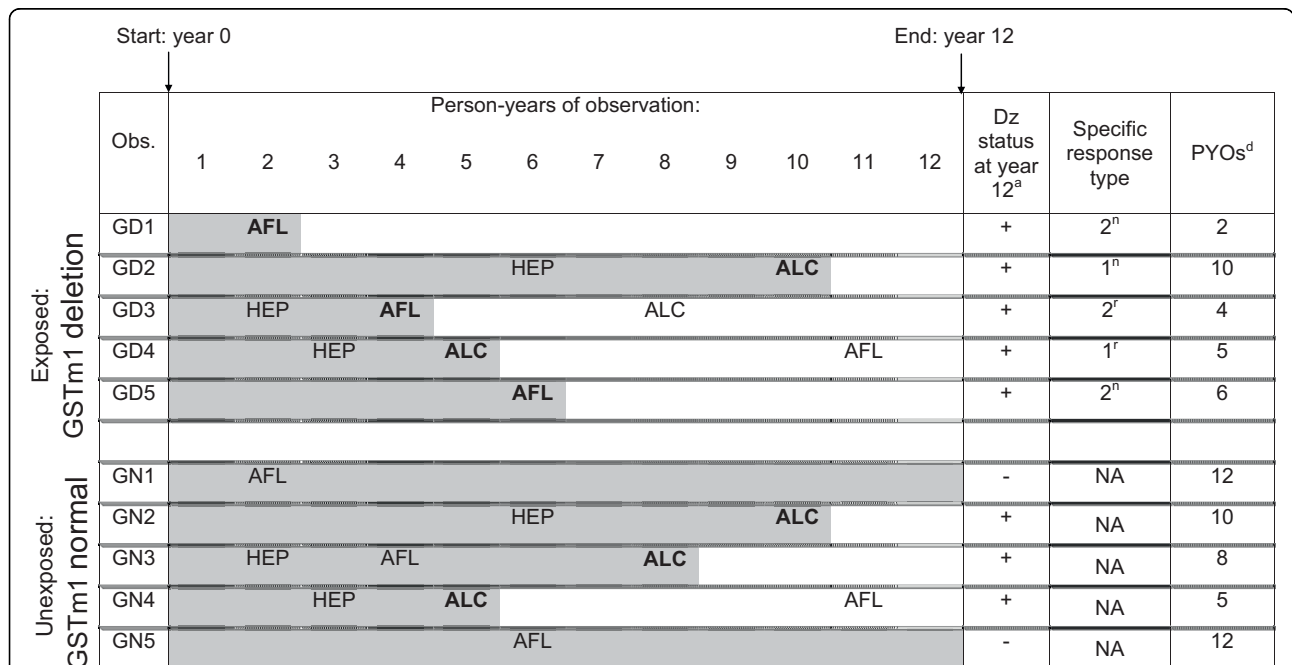 Start: year 0 End: year 12
Person-years of observation:
Obs. 1 2 3 4 5 6 7 8 9 10 11 12
Dz status at year 12ᵃ
Specific response type
PYOsᵈ
Exposed:
GSTm1 deletion
GD1 AFL + 2ⁿ 2
GD2 HEP ALC + 1ⁿ 10
GD3 HEP AFL ALC + 2ʳ 4
GD4 HEP ALC AFL + 1ʳ 5
GD5 AFL + 2ⁿ 6
Unexposed:
GSTm1 normal
GN1 AFL - NA 12
GN2 HEP ALC + NA 10
GN3 HEP AFL ALC + NA 8
GN4 HEP ALC AFL + NA 5
GN5 AFL - NA 12